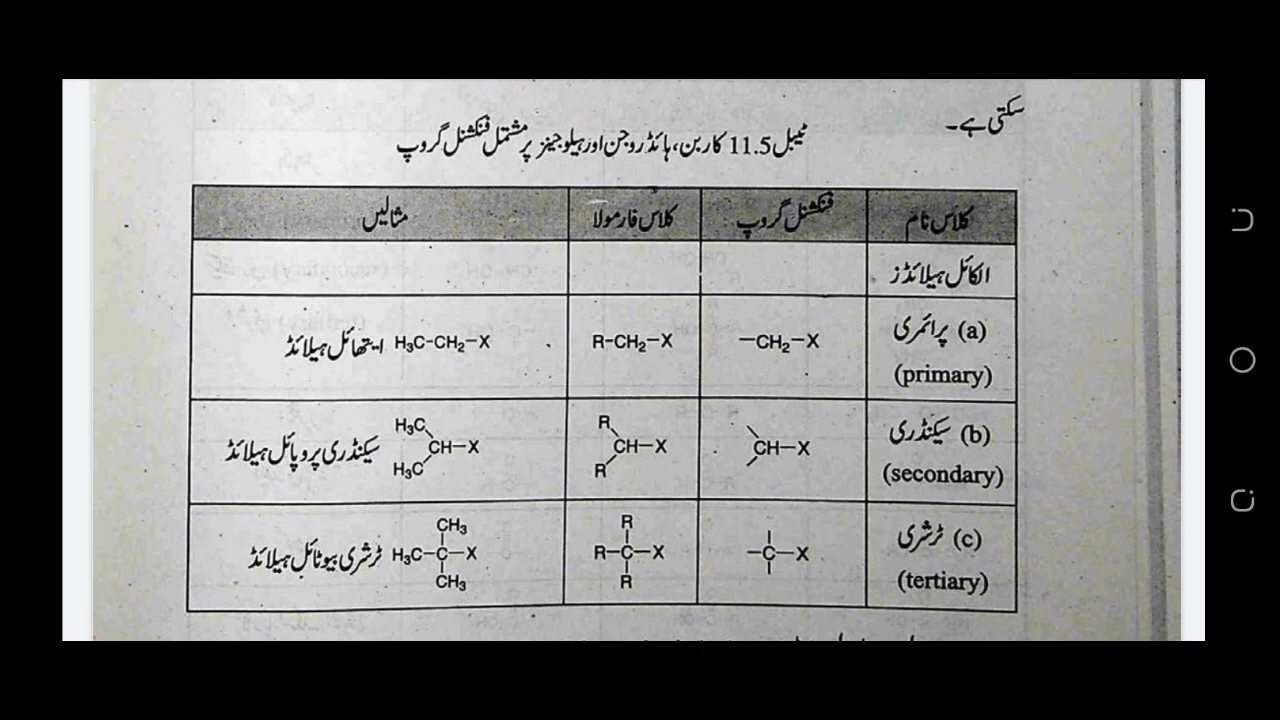 سکتی ہے۔
ٹیبل 11.5 کاربن، ہائڈروجن اور ہیلوجینز پر مشتمل فنکشنل گروپ
کلاس نام فنکشنل گروپ کلاس فارمولا مثالیں
الکائل ہیلائڈز
(a) پرائمری
(primary)
—CH₂—X
R-CH₂—X
H₃C-CH₂—X ایتھائل ہیلائڈ
(b) سیکنڈری
(secondary)
CH—X
R
CH—X
R
H₃C
CH—X
H₃C
سیکنڈری پروپائل ہیلائڈ
(c) ٹرشری
(tertiary)
—C—X
R
R—C—X
R
CH₃
H₃C—C—X
CH₃
ٹرشری بیوٹائل ہیلائڈ